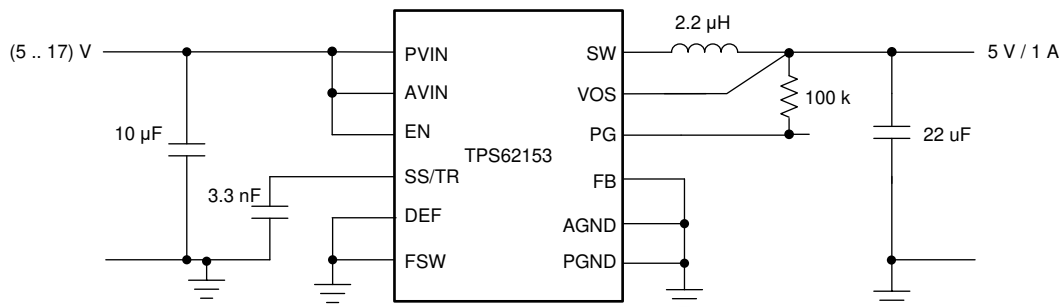 (5 .. 17) V
PVIN
SW
2.2 µH
5 V / 1 A
AVIN
VOS
100 k
10 µF
EN
PG
22 uF
TPS62153
3.3 nF
SS/TR
FB
DEF
AGND
FSW
PGND